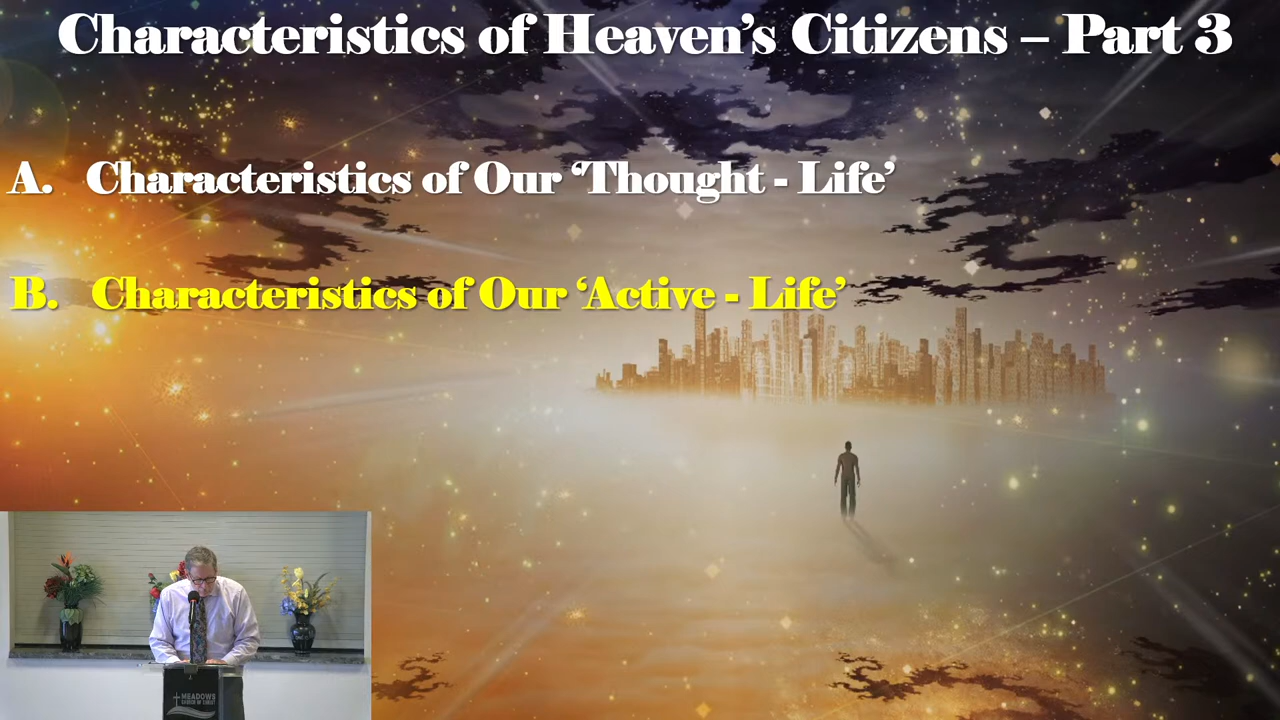 Characteristics of Heaven’s Citizens – Part 3
A. Characteristics of Our ‘Thought - Life’
B. Characteristics of Our ‘Active - Life’
MEADOWS
CHURCH OF CHRIST